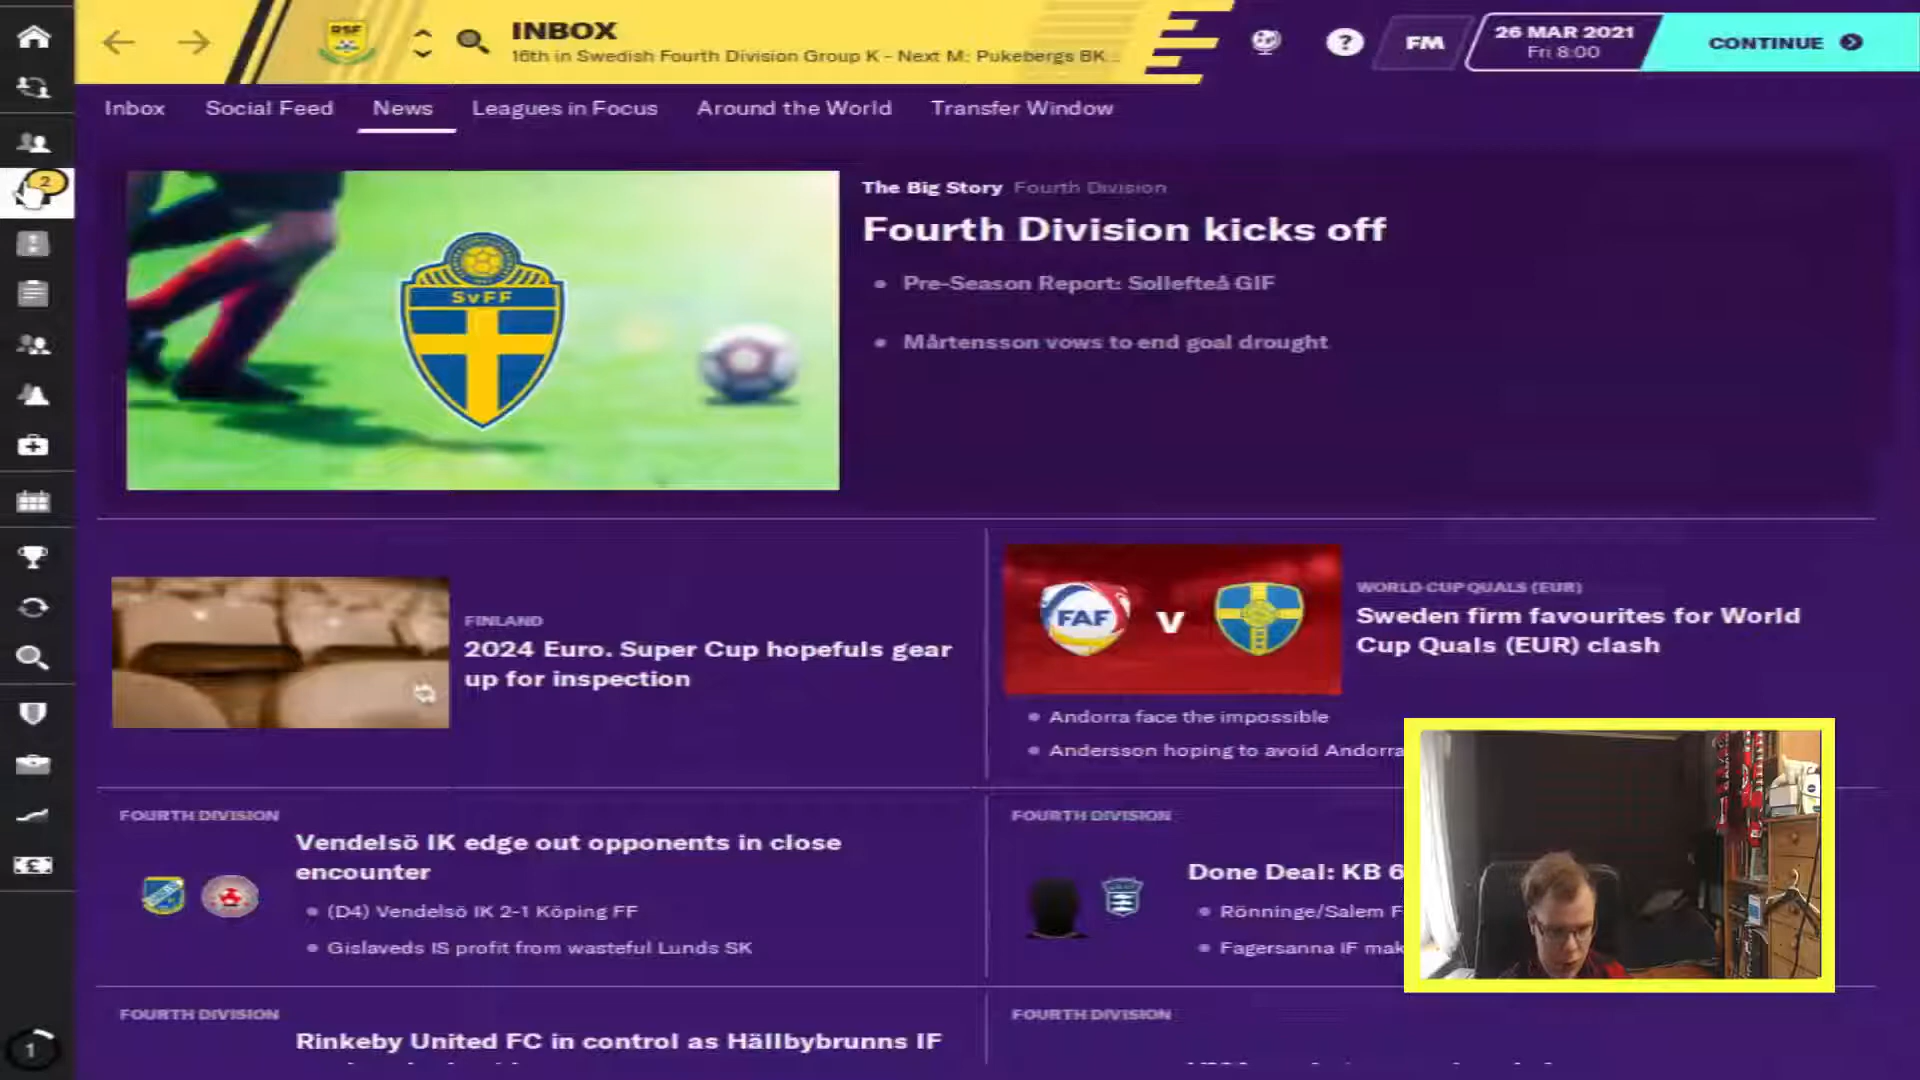 RSF
INBOX
16th in Swedish Fourth Division Group K - Next M: Pukebergs BK...
?
FM
26 MAR 2021
Fri 8:00
CONTINUE
Inbox
Social Feed
News
Leagues in Focus
Around the World
Transfer Window
2
SvFF
The Big Story Fourth Division
Fourth Division kicks off
Pre-Season Report: Sollefteå GIF
Mårtensson vows to end goal drought
FINLAND
2024 Euro. Super Cup hopefuls gear
up for inspection
FAF
v
WORLD CUP QUALS (EUR)
Sweden firm favourites for World
Cup Quals (EUR) clash
Andorra face the impossible
Andersson hoping to avoid Andorra
FOURTH DIVISION
Vendelsö IK edge out opponents in close
encounter
(D4) Vendelsö IK 2-1 Köping FF
Gislaveds IS profit from wasteful Lunds SK
FOURTH DIVISION
Done Deal: KB 6
Rönninge/Salem F
Fagersanna IF mak
FOURTH DIVISION
Rinkeby United FC in control as Hällbybrunns IF
FOURTH DIVISION
1